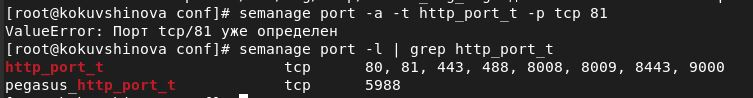 [root@kokuvshinova conf]# semanage port -a -t http_port_t -p tcp 81
ValueError: Порт tcp/81 уже определен
[root@kokuvshinova conf]# semanage port -l | grep http_port_t
http_port_t                    tcp      80, 81, 443, 488, 8008, 8009, 8443, 9000
pegasus_http_port_t            tcp      5988